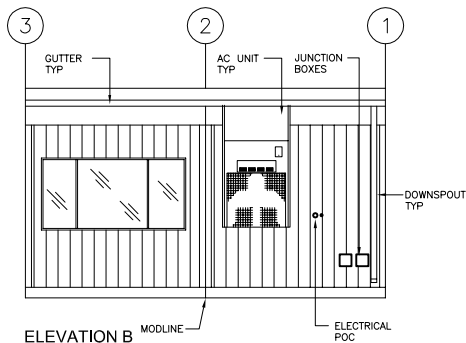 3
2
1
GUTTER
TYP
AC UNIT
TYP
JUNCTION
BOXES
DOWNSPOUT
TYP
ELEVATION B
MODLINE
ELECTRICAL
POC